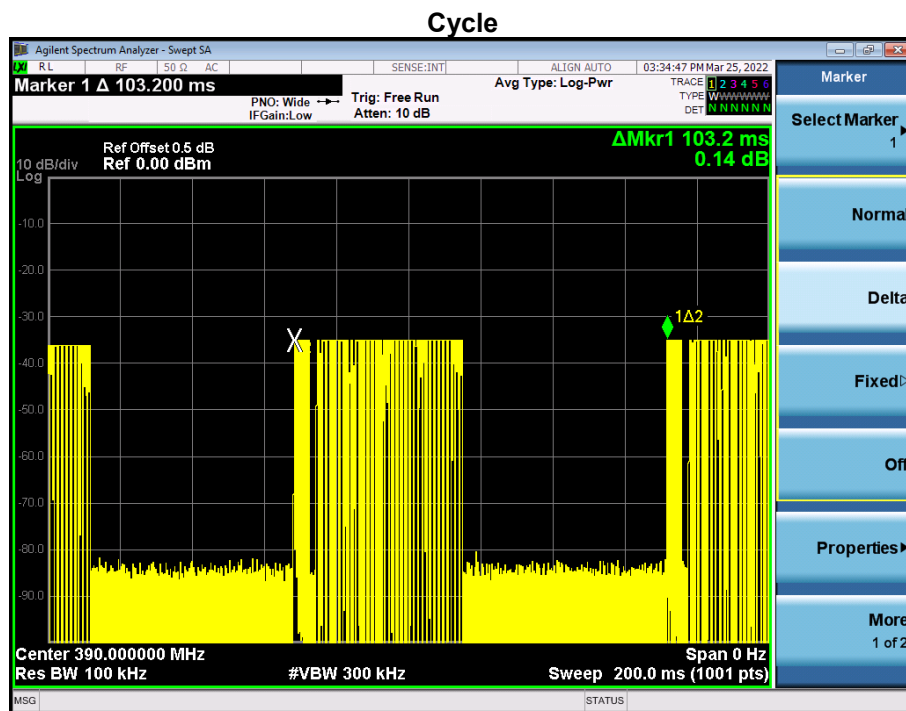 Cycle
Agilent Spectrum Analyzer - Swept SA
LXI RL RF 50 Ω AC SENSE:INT ALIGN AUTO 03:34:47 PM Mar 25, 2022
Marker 1 Δ 103.200 ms
PNO: Wide
IFGain:Low
Trig: Free Run
Atten: 10 dB
Avg Type: Log-Pwr
TRACE 1 2 3 4 5 6
TYPE WWWWWW
DET N N N N N N
ΔMkr1 103.2 ms
0.14 dB
Ref Offset 0.5 dB
10 dB/div Ref 0.00 dBm
Log
-10.0
-20.0
-30.0
-40.0
-50.0
-60.0
-70.0
-80.0
-90.0
X
1Δ2
Center 390.000000 MHz Span 0 Hz
Res BW 100 kHz #VBW 300 kHz Sweep 200.0 ms (1001 pts)
MSG STATUS
Marker
Select Marker
1
Normal
Delta
Fixed
Off
Properties
More
1 of 2